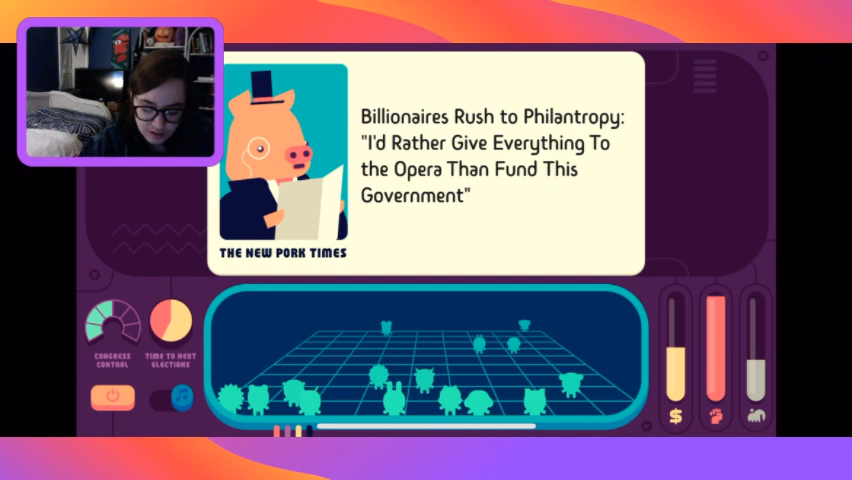 Billionaires Rush to Philantropy:
"I'd Rather Give Everything To
the Opera Than Fund This
Government"
THE NEW PORK TIMES
CONGRESS
CONTROL
TIME TO NEXT
ELECTIONS
$